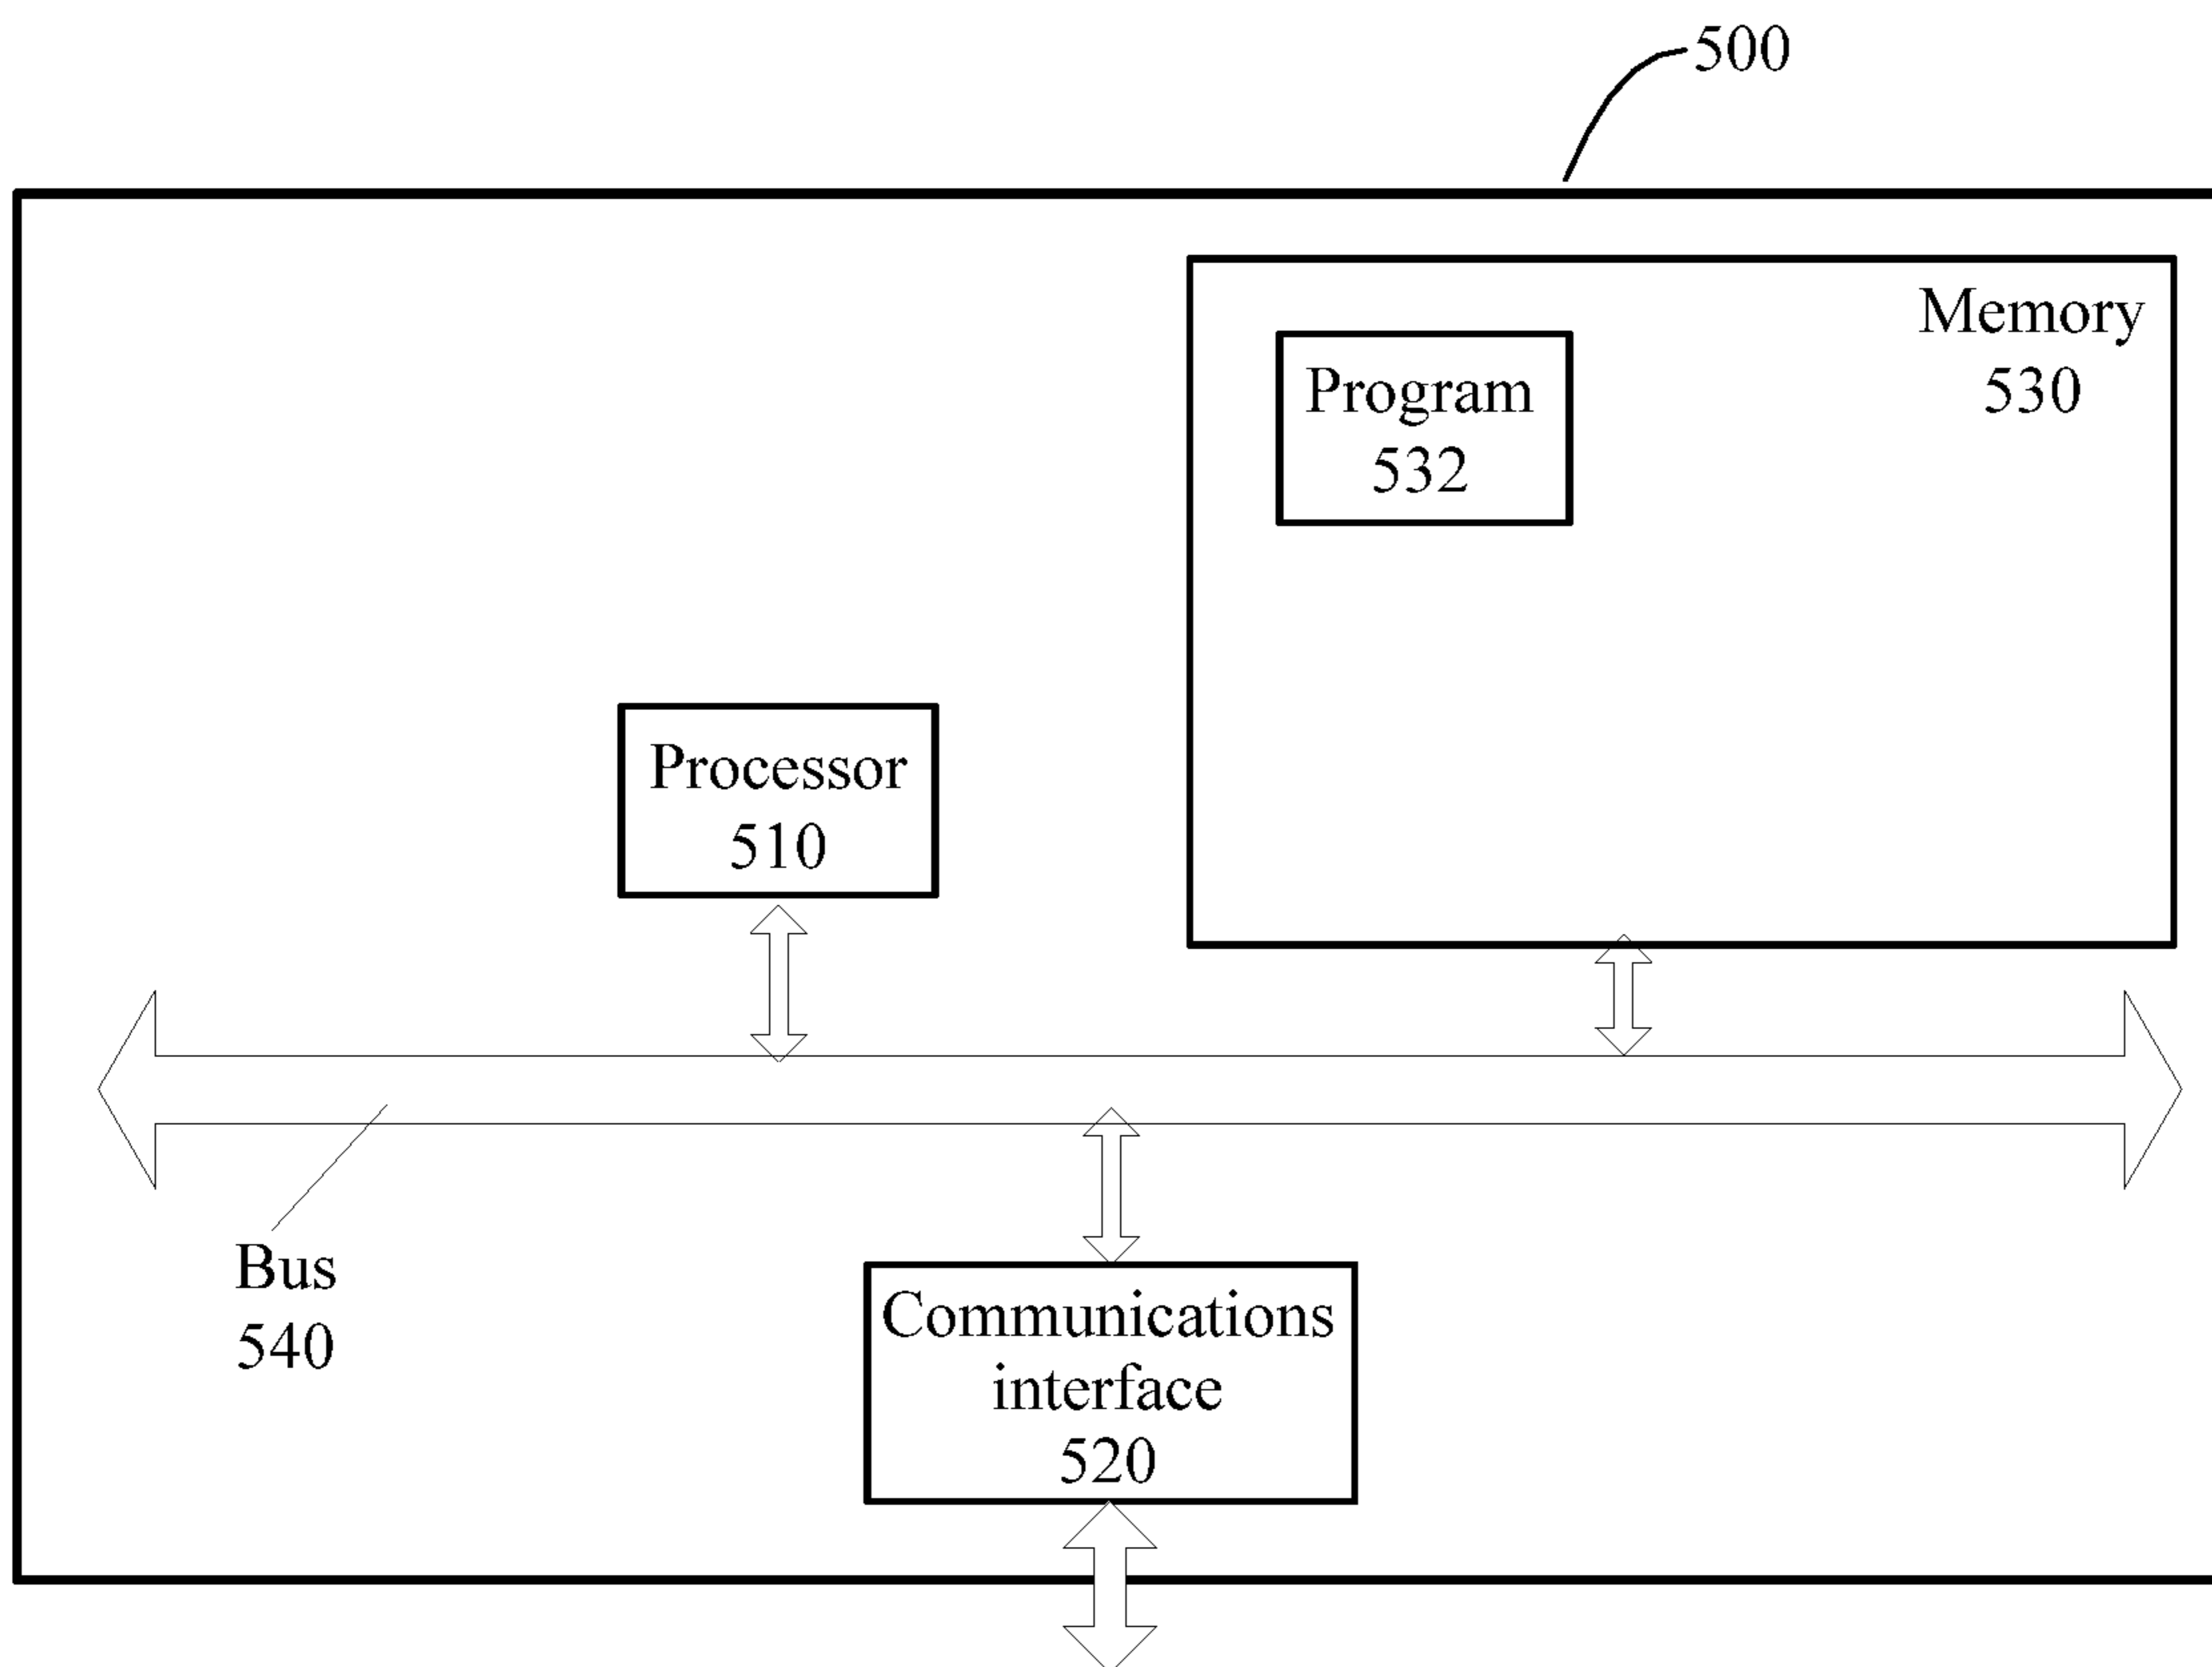 500
Memory
530
Program
532
Processor
510
Bus
540
Communications
interface
520